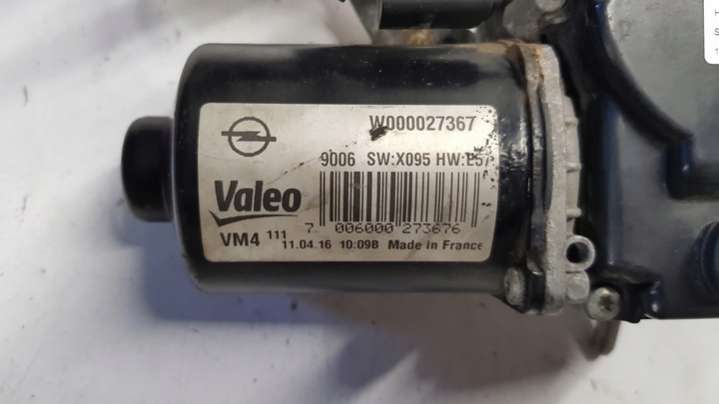 W000027367
9006 SW:X095 HW:E57
Valeo
7 006000 273676
VM4 111
11.04.16 10:09B Made in France